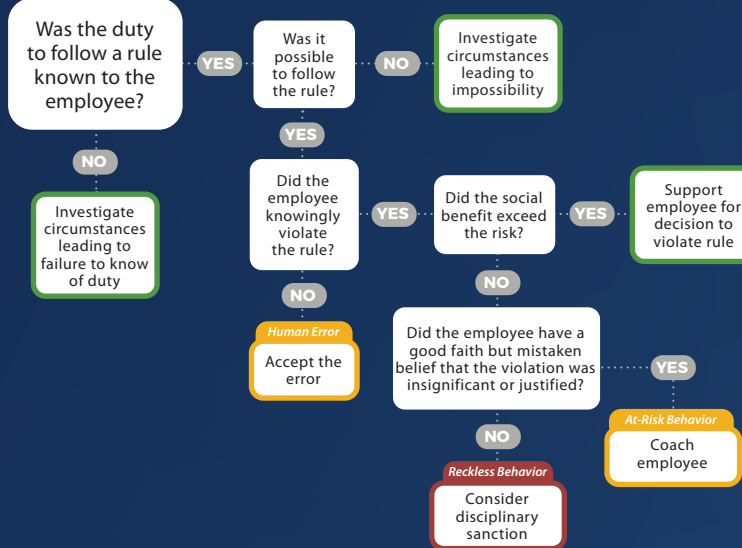 Was the duty
to follow a rule
known to the
employee?
YES
Was it
possible
to follow
the rule?
NO
Investigate
circumstances
leading to
impossibility
NO
YES
Investigate
circumstances
leading to
failure to know
of duty
Did the
employee
knowingly
violate
the rule?
YES
Did the social
benefit exceed
the risk?
YES
Support
employee for
decision to
violate rule
NO
NO
Human Error
Accept the
error
Did the employee have a
good faith but mistaken
belief that the violation was
insignificant or justified?
YES
NO
At-Risk Behavior
Coach
employee
Reckless Behavior
Consider
disciplinary
sanction